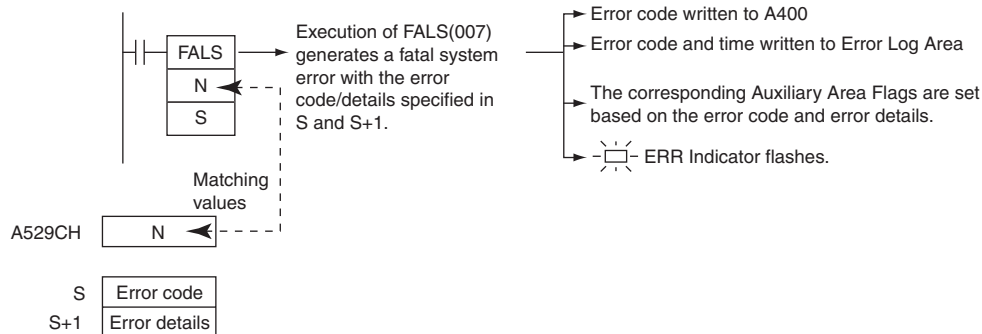 FALS
N
S
Execution of FALS(007)
generates a fatal system
error with the error
code/details specified in
S and S+1.
Error code written to A400
Error code and time written to Error Log Area
The corresponding Auxiliary Area Flags are set
based on the error code and error details.
ERR Indicator flashes.
Matching
values
A529CH N
S Error code
S+1 Error details